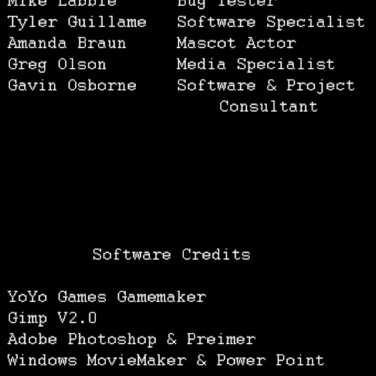 Mike Labbie Bug Tester
Tyler Guillame Software Specialist
Amanda Braun Mascot Actor
Greg Olson Media Specialist
Gavin Osborne Software & Project
Consultant
Software Credits
YoYo Games Gamemaker
Gimp V2.0
Adobe Photoshop & Preimer
Windows MovieMaker & Power Point